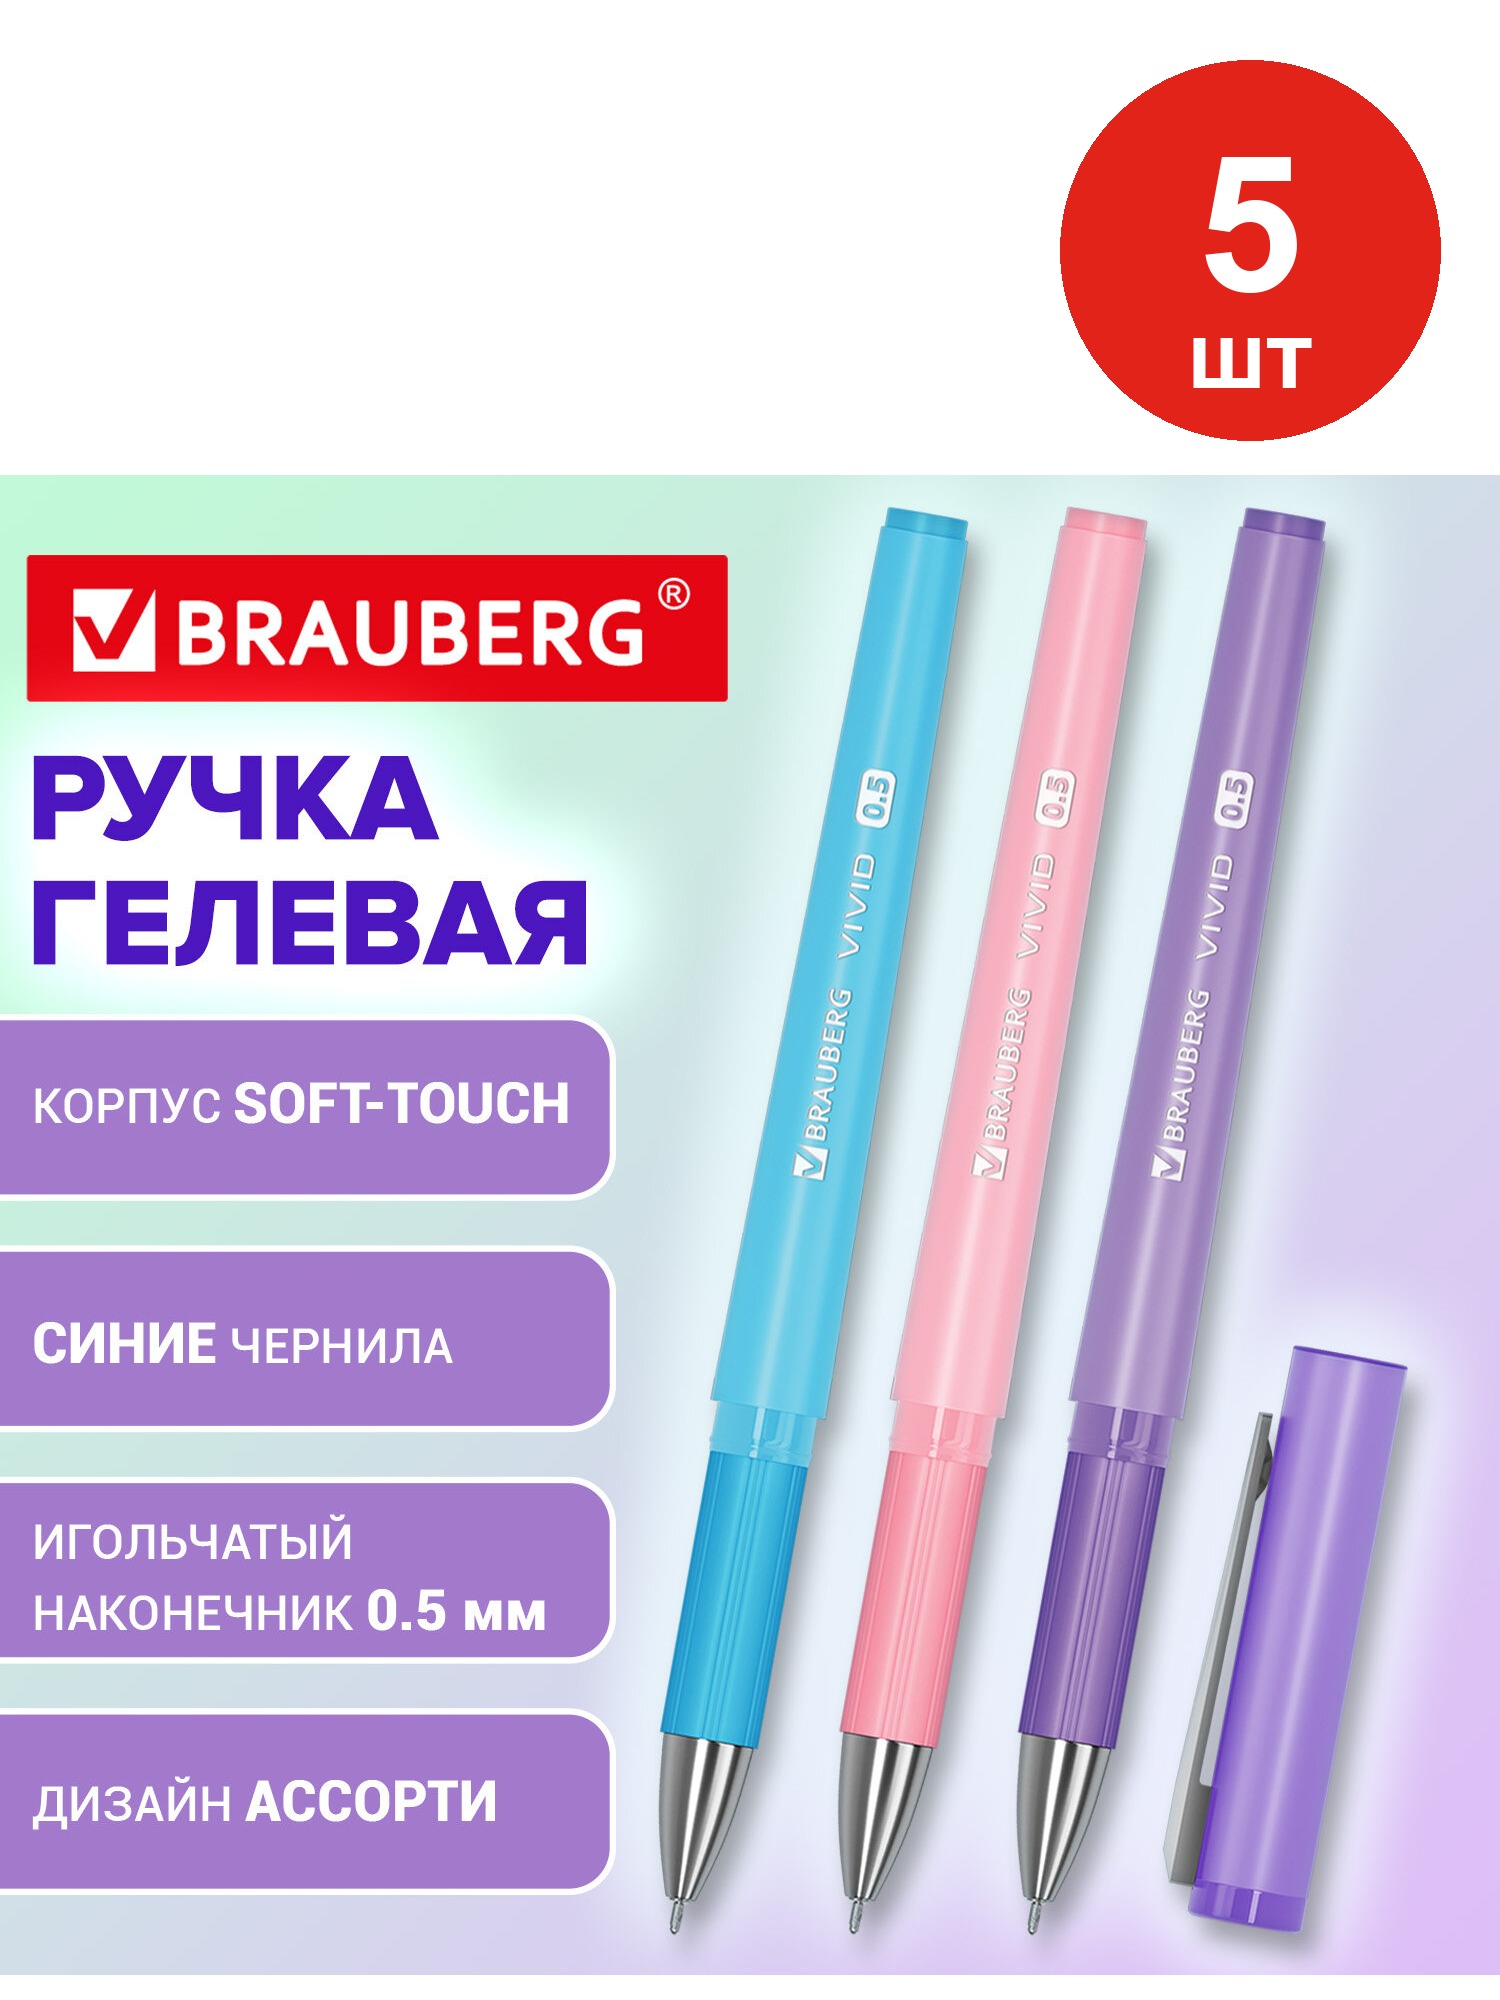 5
шт
BRAUBERG®
РУЧКА
ГЕЛЕВАЯ
КОРПУС SOFT-TOUCH
СИНИЕ ЧЕРНИЛА
ИГОЛЬЧАТЫЙ
НАКОНЕЧНИК 0.5 мм
ДИЗАЙН АССОРТИ
BRAUBERG VIVID 0.5
BRAUBERG VIVID 0.5
BRAUBERG VIVID 0.5